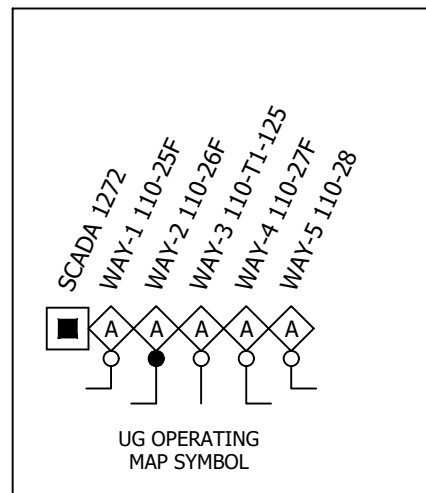 SCADA 1272
WAY-1 110-25F
WAY-2 110-26F
WAY-3 110-T1-125
WAY-4 110-27F
WAY-5 110-28
A A A A A
UG OPERATING
MAP SYMBOL